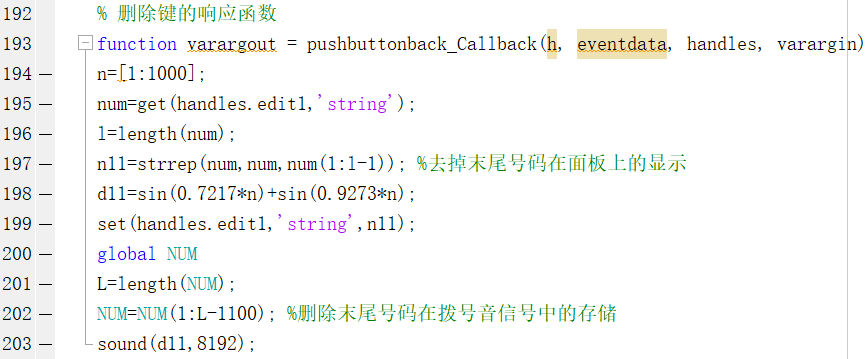 192 % 删除键的响应函数
193 function varargout = pushbuttonback_Callback(h, eventdata, handles, varargin)
194 — n=[1:1000];
195 — num=get(handles.edit1,'string');
196 — l=length(num);
197 — n11=strrep(num,num,num(1:l-1)); %去掉末尾号码在面板上的显示
198 — d11=sin(0.7217*n)+sin(0.9273*n);
199 — set(handles.edit1,'string',n11);
200 — global NUM
201 — L=length(NUM);
202 — NUM=NUM(1:L-1100); %删除末尾号码在拨号音信号中的存储
203 — sound(d11,8192);